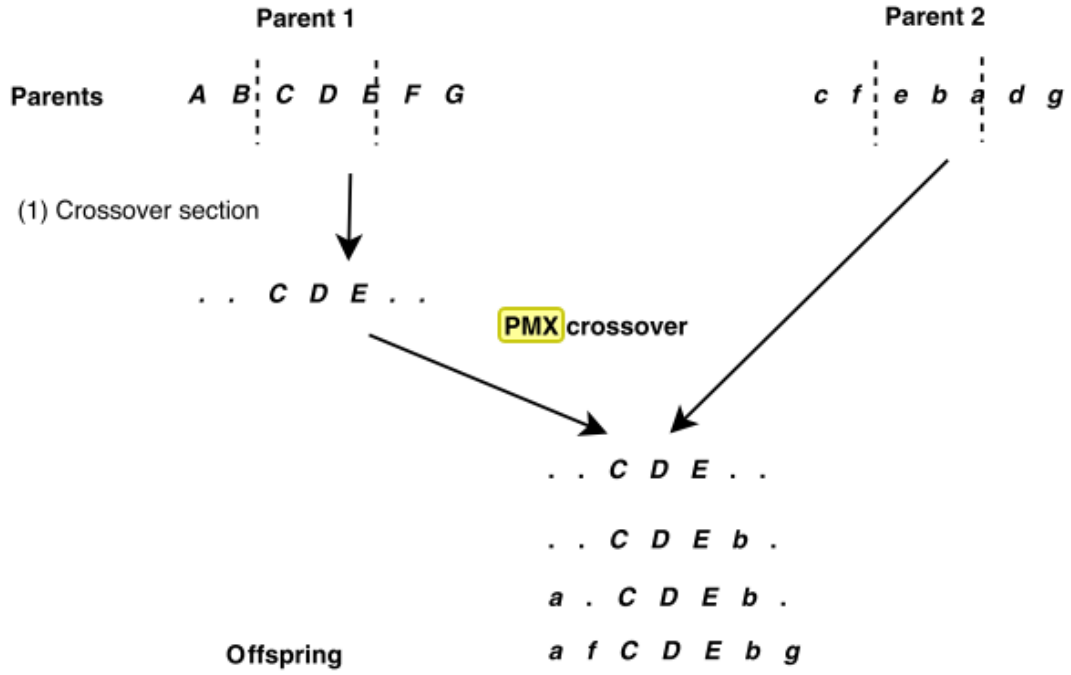 Parent 1 Parent 2
Parents A B C D E F G c f e b a d g
(1) Crossover section
. . C D E . .
PMX crossover
. . C D E . .
. . C D E b .
a . C D E b .
Offspring a f C D E b g